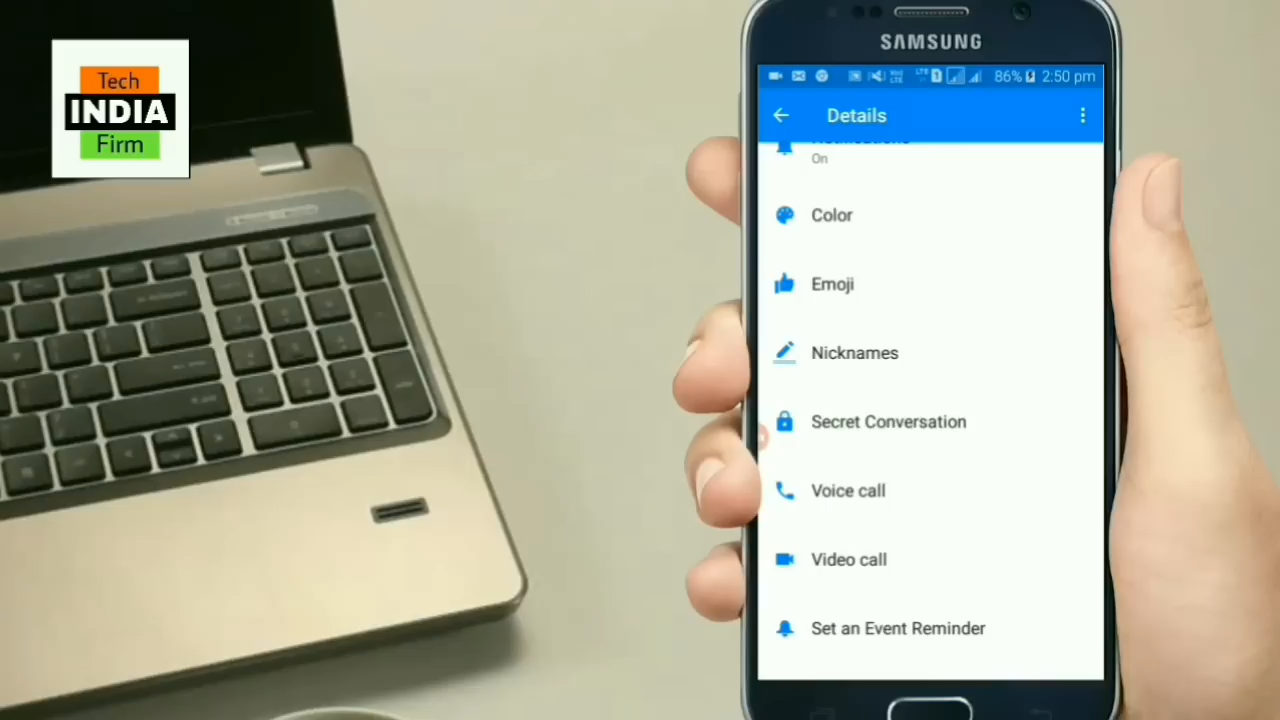 Tech
INDIA
Firm
SAMSUNG
86% 2:50 pm
Details
On
Color
Emoji
Nicknames
Secret Conversation
Voice call
Video call
Set an Event Reminder